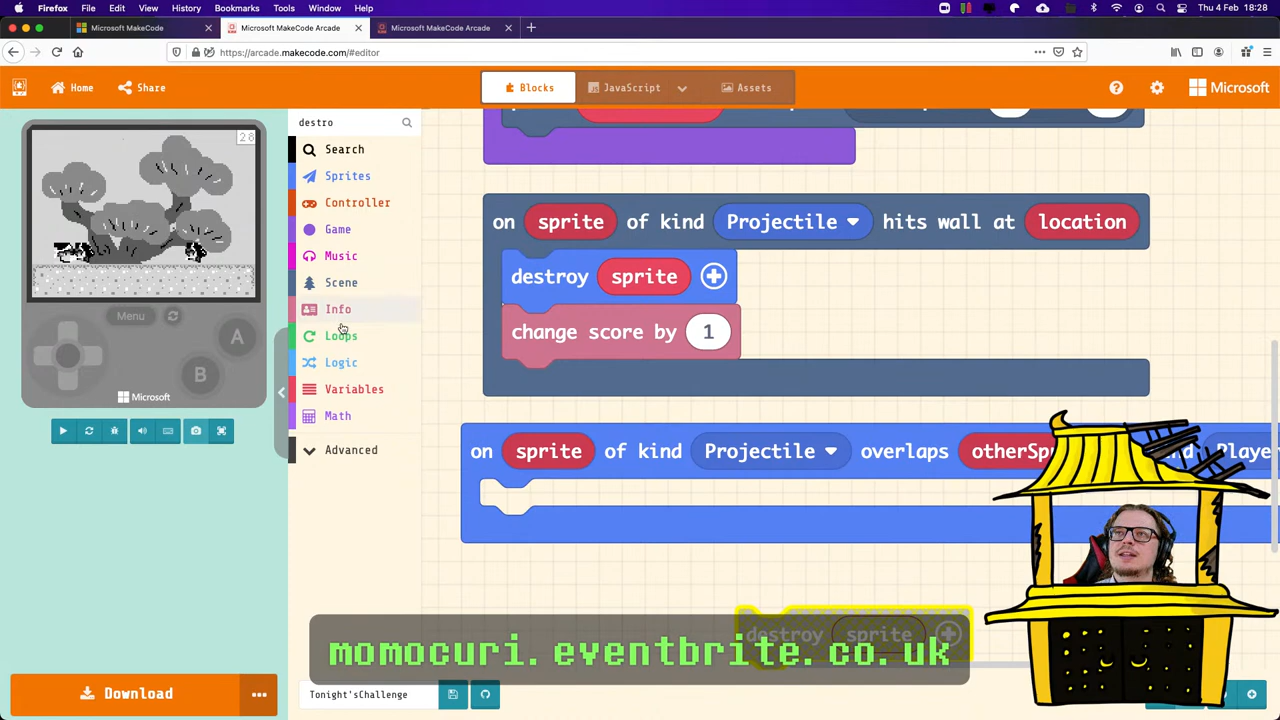 Firefox File Edit View History Bookmarks Tools Window Help
Thu 14 May 18:28
Microsoft MakeCode
Microsoft MakeCode Arcade
Microsoft MakeCode Arcade
https://arcade.makecode.com/#editor
Home
Share
Blocks
JavaScript
Assets
Microsoft
destro
Search
Sprites
Controller
Game
Music
Scene
Info
Loops
Logic
Variables
Math
Advanced
28
Menu
A
B
Microsoft
on sprite of kind Projectile hits wall at location
destroy sprite
change score by 1
on sprite of kind Projectile overlaps
destroy sprite
momocuri.eventbrite.co.uk
Download
Tonight'sChallenge